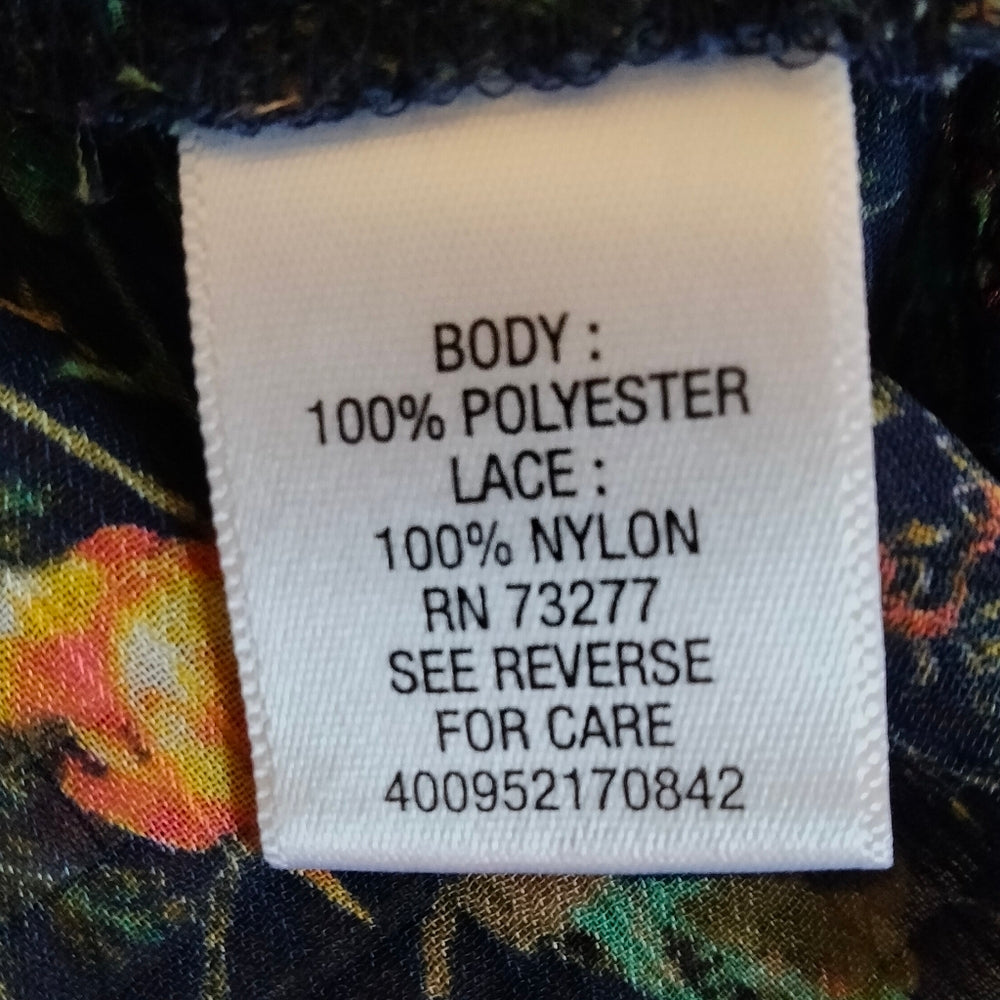 BODY :
100% POLYESTER
LACE :
100% NYLON
RN 73277
SEE REVERSE
FOR CARE
400952170842